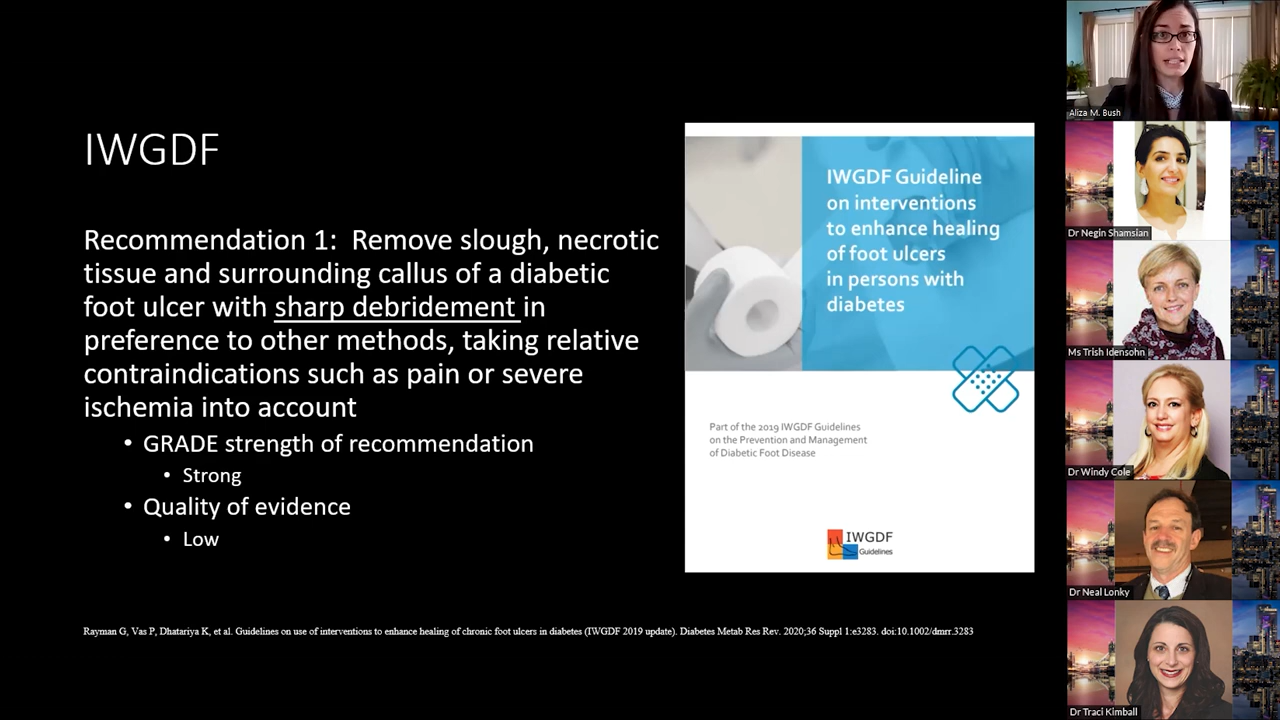 IWGDF
Recommendation 1: Remove slough, necrotic
tissue and surrounding callus of a diabetic
foot ulcer with sharp debridement in
preference to other methods, taking relative
contraindications such as pain or severe
ischemia into account
• GRADE strength of recommendation
• Strong
• Quality of evidence
• Low
IWGDF Guideline
on interventions
to enhance healing
of foot ulcers
in persons with
diabetes
Part of the 2019 IWGDF Guidelines
on the Prevention and Management
of Diabetic Foot Disease
IWGDF
Guidelines
Rayman G, Vas P, Dhatariya K, et al. Guidelines on use of interventions to enhance healing of chronic foot ulcers in diabetes (IWGDF 2019 update). Diabetes Metab Res Rev. 2020;36 Suppl 1:e3283. doi:10.1002/dmrr.3283
Aliza M. Bush
Dr Negin Shamsian
Ms Trish Idensohn
Dr Windy Cole
Dr Neal Lonky
Dr Traci Kimball